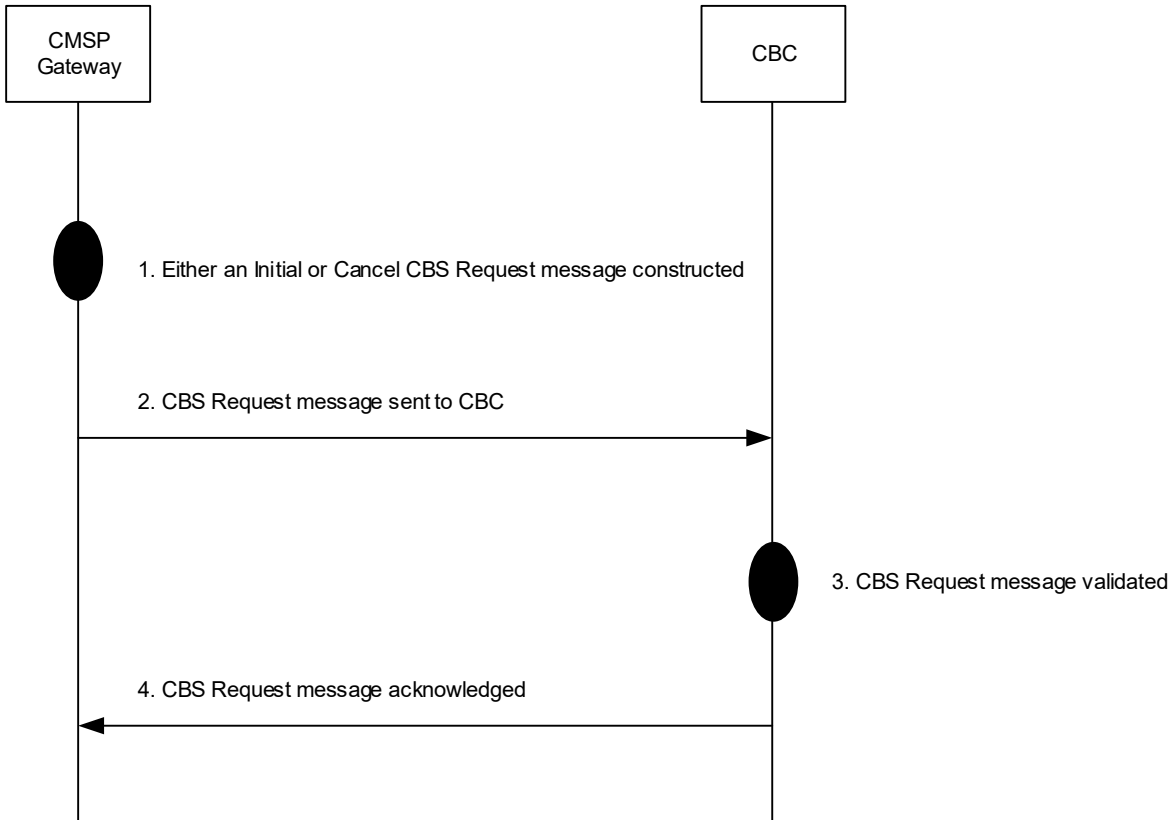 CMSP
Gateway
CBC
1. Either an Initial or Cancel CBS Request message constructed
2. CBS Request message sent to CBC
3. CBS Request message validated
4. CBS Request message acknowledged